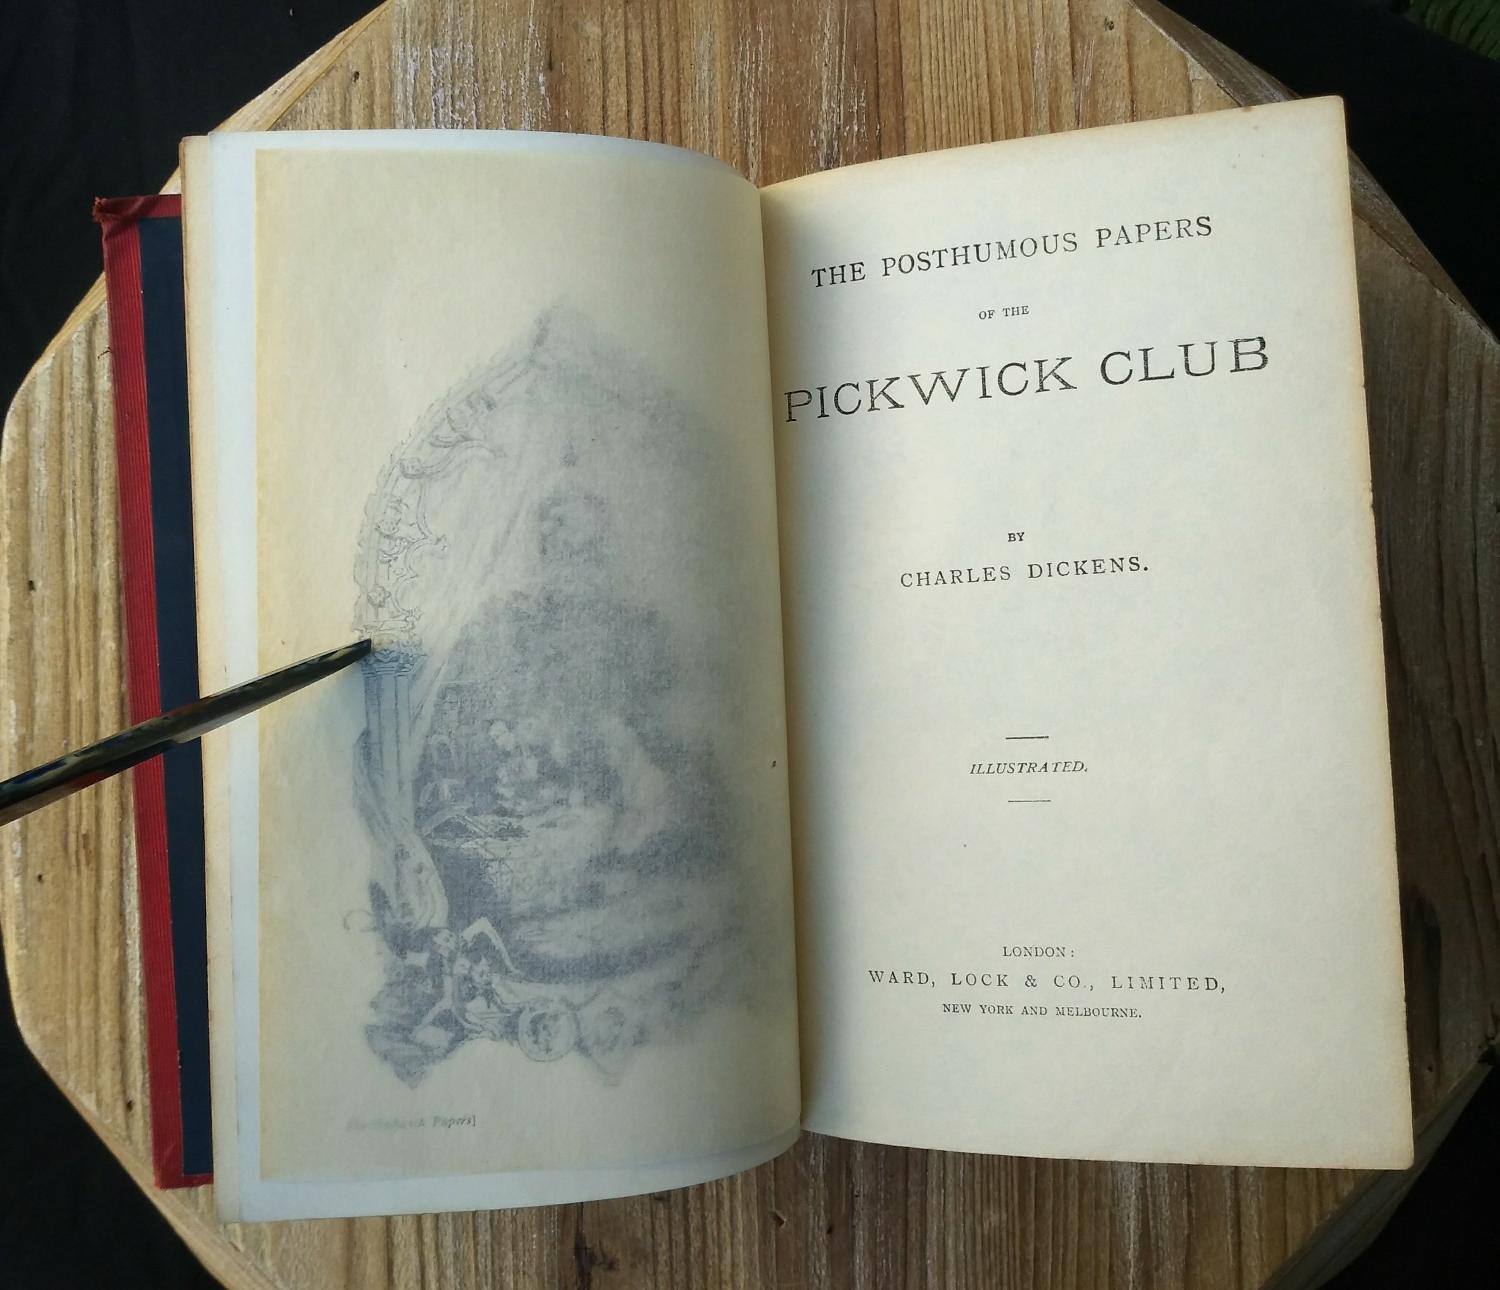 Papers]
THE POSTHUMOUS PAPERS
OF THE
PICKWICK CLUB
BY
CHARLES DICKENS.
ILLUSTRATED.
LONDON:
WARD, LOCK & CO., LIMITED,
NEW YORK AND MELBOURNE.